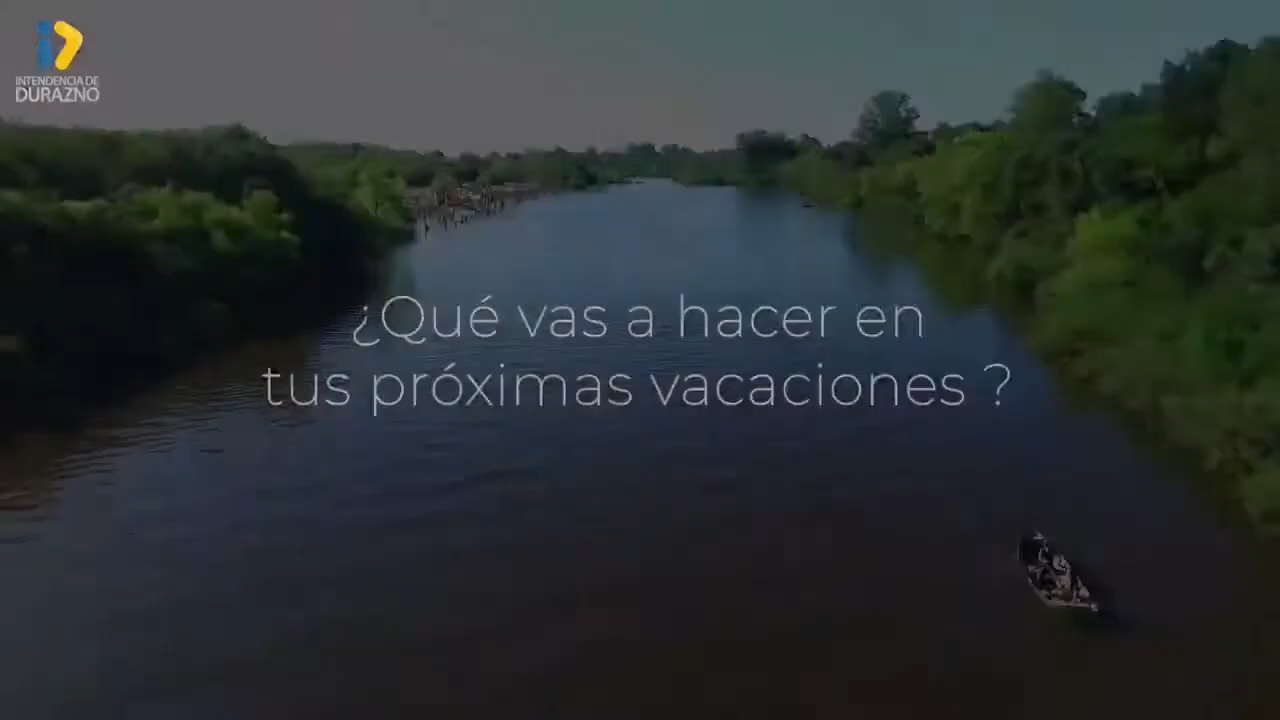 INTENDENCIA DE
DURAZNO
¿Qué vas a hacer en
tus próximas vacaciones ?